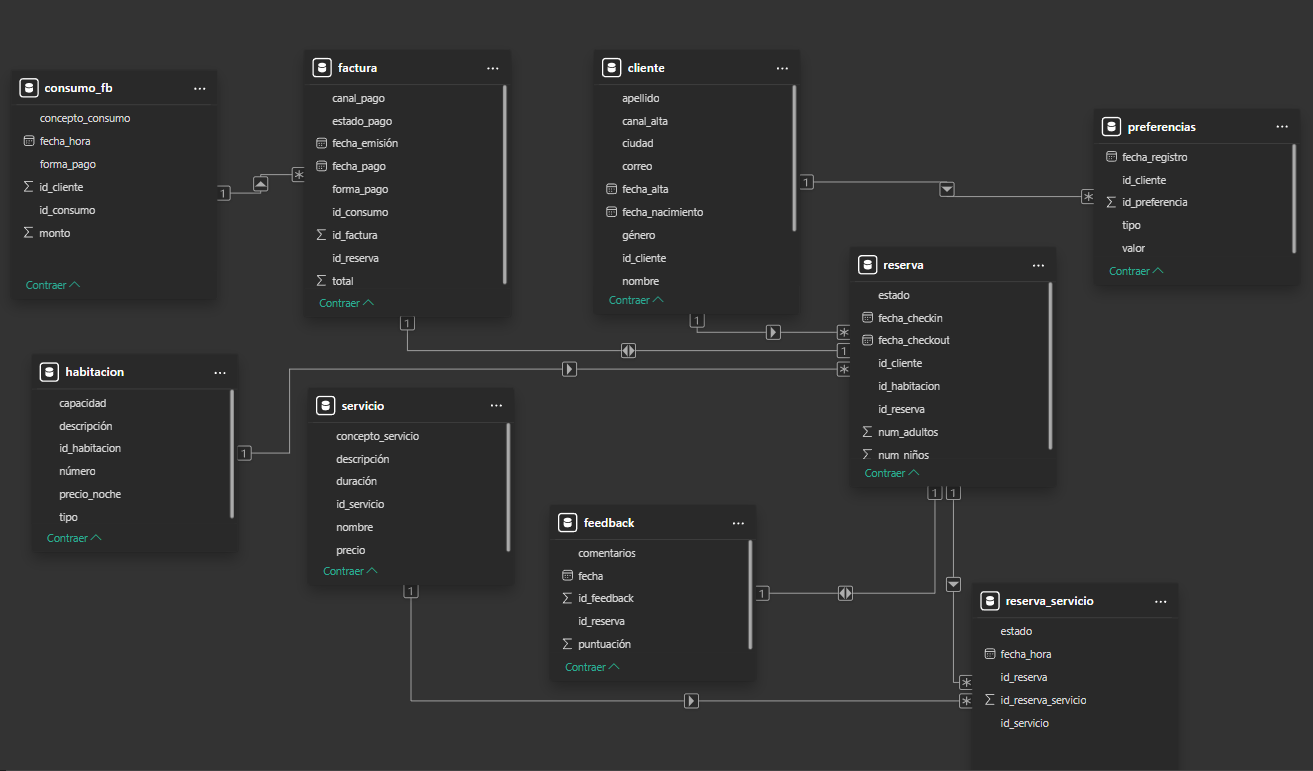 consumo_fb
concepto_consumo
fecha_hora
forma_pago
id_cliente
id_consumo
monto
Contraer
factura
canal_pago
estado_pago
fecha_emisión
fecha_pago
forma_pago
id_consumo
id_factura
id_reserva
total
Contraer
cliente
apellido
canal_alta
ciudad
correo
fecha_alta
fecha_nacimiento
género
id_cliente
nombre
Contraer
preferencias
fecha_registro
id_cliente
id_preferencia
tipo
valor
Contraer
reserva
estado
fecha_checkin
fecha_checkout
id_cliente
id_habitacion
id_reserva
num_adultos
num_niños
Contraer
habitacion
capacidad
descripción
id_habitacion
número
precio_noche
tipo
Contraer
servicio
concepto_servicio
descripción
duración
id_servicio
nombre
precio
Contraer
feedback
comentarios
fecha
id_feedback
id_reserva
puntuación
Contraer
reserva_servicio
estado
fecha_hora
id_reserva
id_reserva_servicio
id_servicio
1
*
1
*
1
1
*
1
*
1
1
1
1
1
*
*